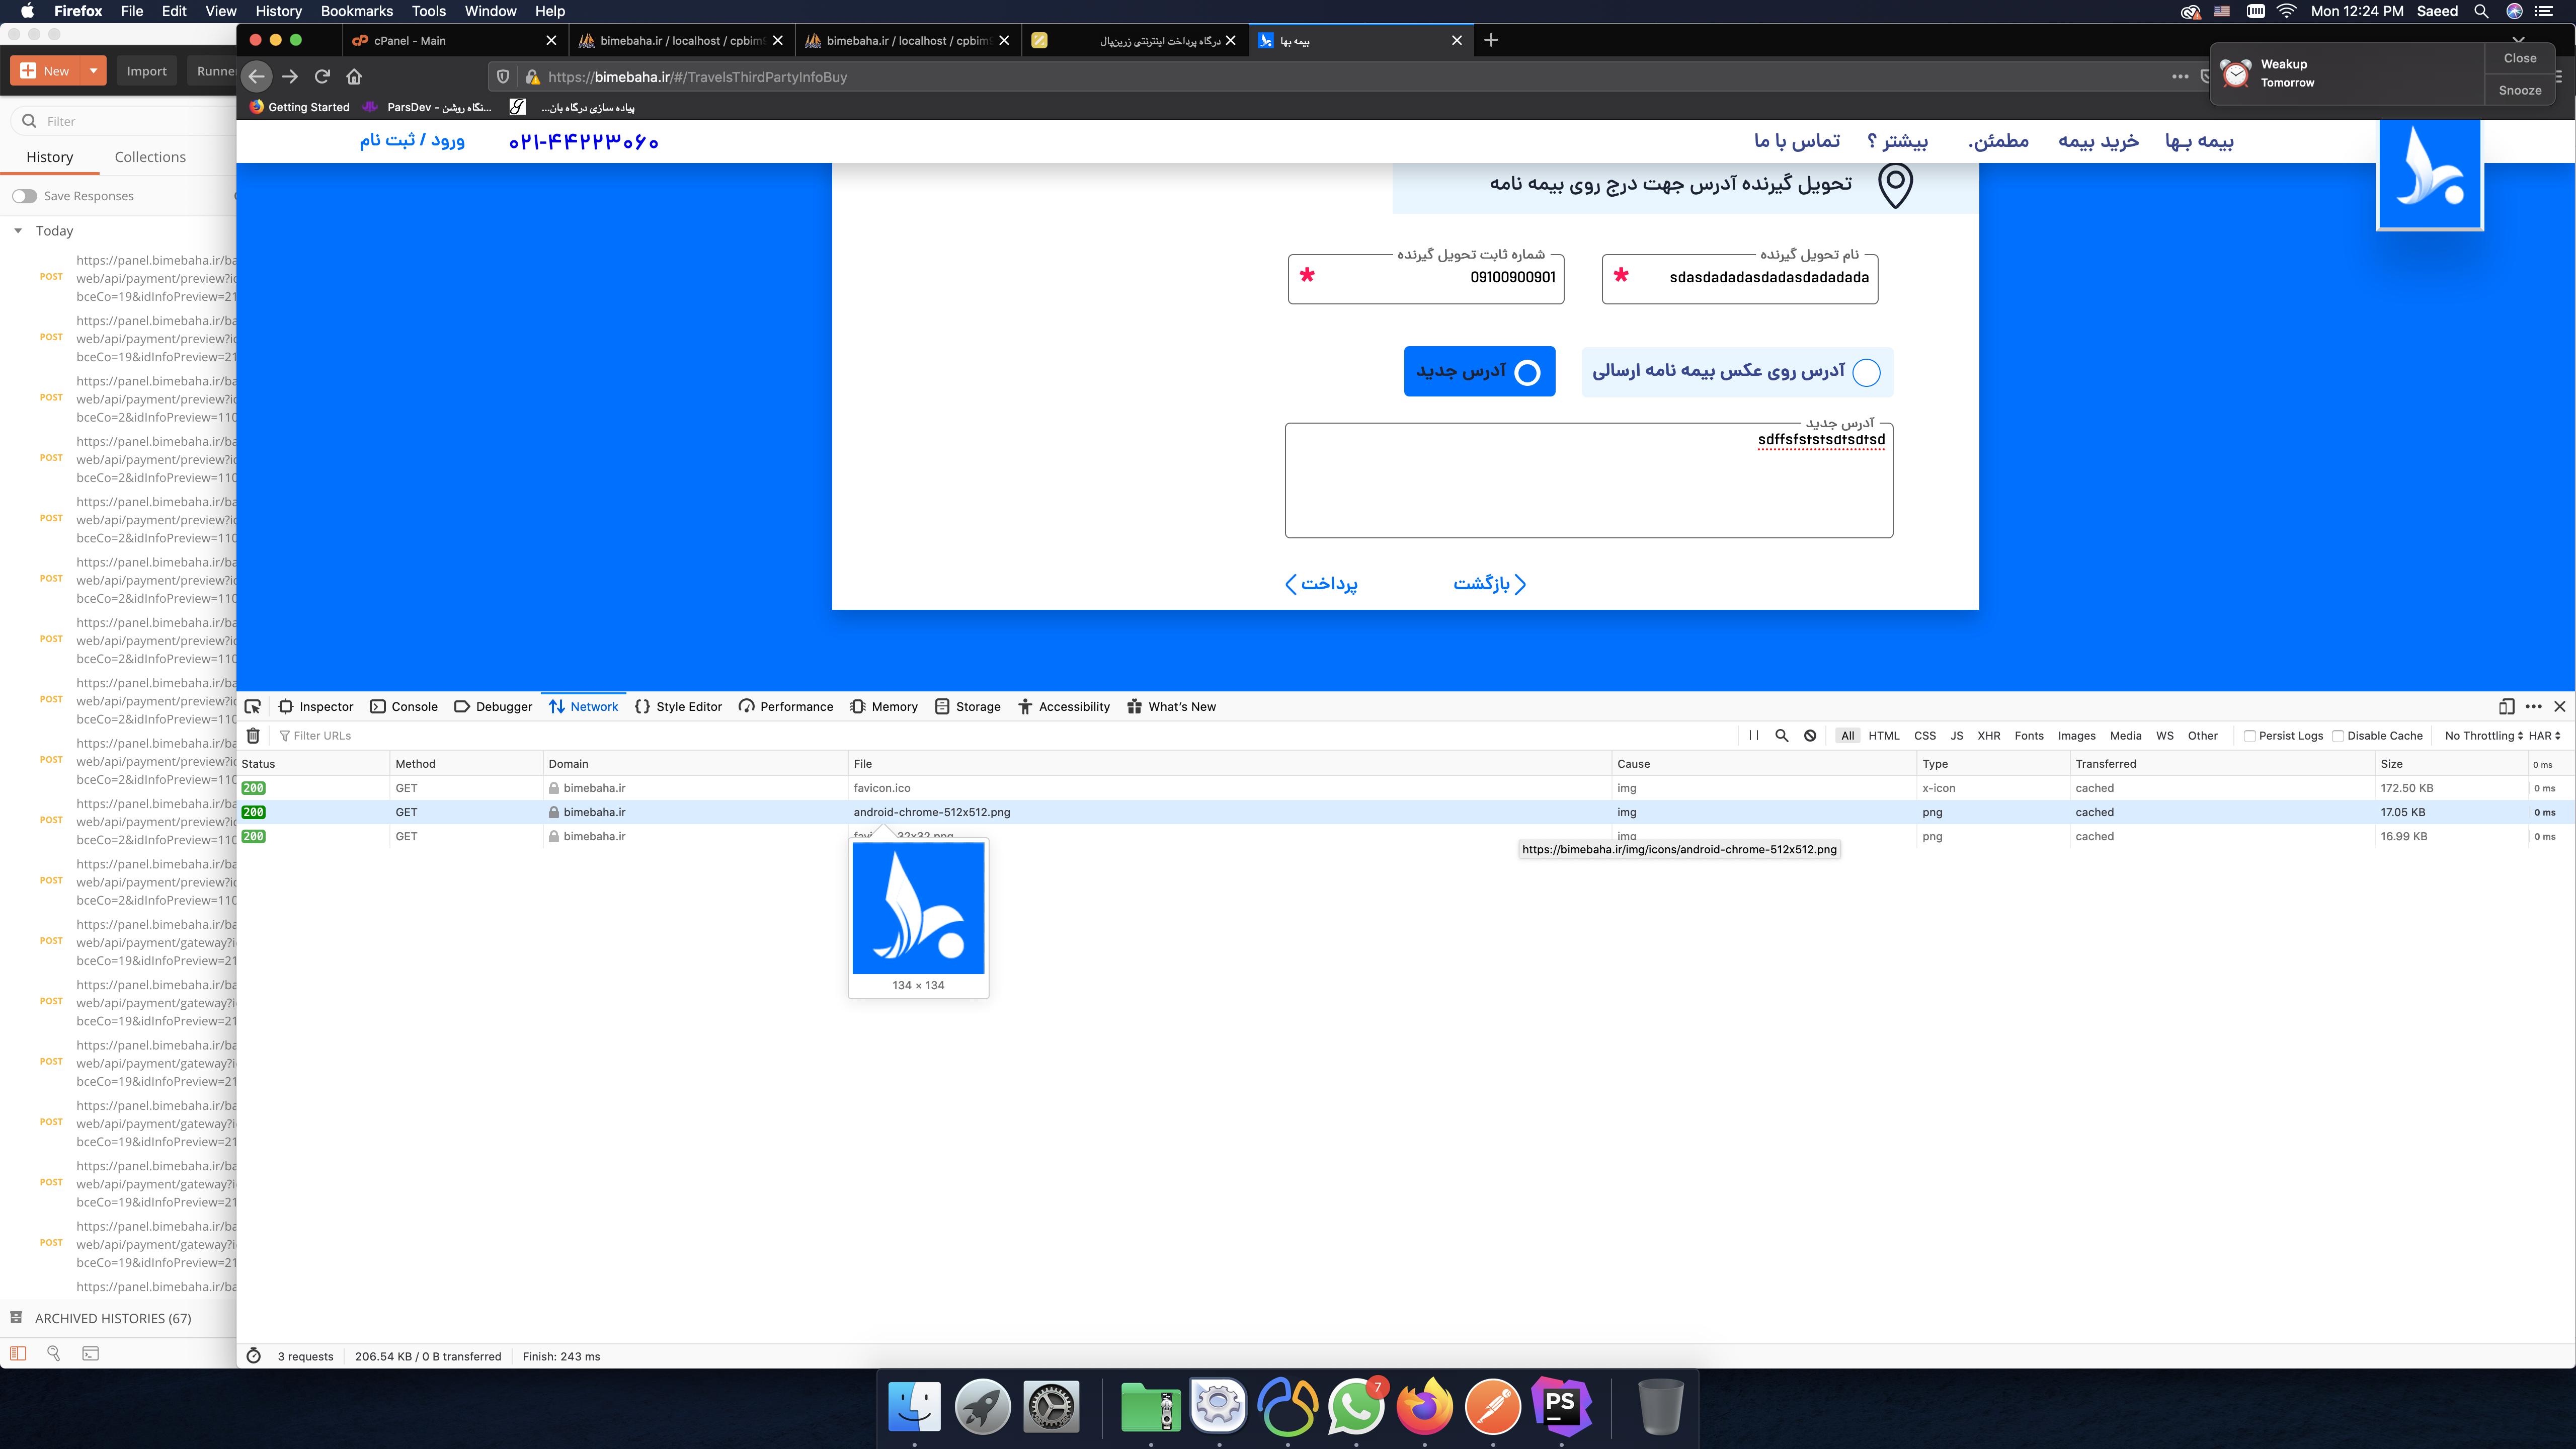 Firefox File Edit View History Bookmarks Tools Window Help
Mon 12:24 PM Saeed
New
Import
Runne
Filter
History Collections
Save Responses
Today
POST https://panel.bimebaha.ir/ba
web/api/payment/preview?ic
bceCo=19&idInfoPreview=21
POST https://panel.bimebaha.ir/ba
web/api/payment/preview?ic
bceCo=19&idInfoPreview=21
POST https://panel.bimebaha.ir/ba
web/api/payment/preview?ic
bceCo=2&idInfoPreview=110
POST https://panel.bimebaha.ir/ba
web/api/payment/preview?ic
bceCo=2&idInfoPreview=110
POST https://panel.bimebaha.ir/ba
web/api/payment/preview?ic
bceCo=2&idInfoPreview=110
POST https://panel.bimebaha.ir/ba
web/api/payment/preview?ic
bceCo=2&idInfoPreview=110
POST https://panel.bimebaha.ir/ba
web/api/payment/preview?ic
bceCo=2&idInfoPreview=110
POST https://panel.bimebaha.ir/ba
web/api/payment/preview?ic
bceCo=2&idInfoPreview=110
POST https://panel.bimebaha.ir/ba
web/api/payment/preview?ic
bceCo=2&idInfoPreview=110
POST https://panel.bimebaha.ir/ba
web/api/payment/preview?ic
bceCo=2&idInfoPreview=110
POST https://panel.bimebaha.ir/ba
web/api/payment/preview?ic
bceCo=2&idInfoPreview=110
POST https://panel.bimebaha.ir/ba
web/api/payment/gateway?i
bceCo=19&idInfoPreview=21
POST https://panel.bimebaha.ir/ba
web/api/payment/gateway?i
bceCo=19&idInfoPreview=21
POST https://panel.bimebaha.ir/ba
web/api/payment/gateway?i
bceCo=19&idInfoPreview=21
POST https://panel.bimebaha.ir/ba
web/api/payment/gateway?i
bceCo=19&idInfoPreview=21
POST https://panel.bimebaha.ir/ba
web/api/payment/gateway?i
bceCo=19&idInfoPreview=21
POST https://panel.bimebaha.ir/ba
web/api/payment/gateway?i
bceCo=19&idInfoPreview=21
https://panel.bimebaha.ir/ba
ARCHIVED HISTORIES (67)
cPanel - Main
bimebaha.ir / localhost / cpbim
bimebaha.ir / localhost / cpbim
درگاه پرداخت اینترنتی زرین‌پال
بیمه بها
https://bimebaha.ir/#/TravelsThirdPartyInfoBuy
Weakup
Tomorrow
Close
Snooze
Getting Started
ParsDev - نگاه روشن...
پیاده سازی درگاه بان...
بیمه بـها خرید بیمه مطمئن. بیشتر ؟ تماس با ما
۰۲۱-۴۴۲۲۳۰۶۰
ورود / ثبت نام
تحویل گیرنده آدرس جهت درج روی بیمه نامه
نام تحویل گیرنده
sdasdadadasdadasdadadada *
شماره ثابت تحویل گیرنده
09100900901 *
آدرس روی عکس بیمه نامه ارسالی
آدرس جدید
آدرس جدید
بازگشت
پرداخت
Inspector Console Debugger Network Style Editor Performance Memory Storage Accessibility What's New
Filter URLs
All HTML CSS JS XHR Fonts Images Media WS Other Persist Logs Disable Cache No Throttling HAR
Status Method Domain File Cause Type Transferred Size 0 ms
200 GET bimebaha.ir favicon.ico img x-icon cached 172.50 KB 0 ms
200 GET bimebaha.ir android-chrome-512x512.png img png cached 17.05 KB 0 ms
200 GET bimebaha.ir favi 32x32.png img png cached 16.99 KB 0 ms
https://bimebaha.ir/img/icons/android-chrome-512x512.png
134 × 134
3 requests 206.54 KB / 0 B transferred Finish: 243 ms
7
PS